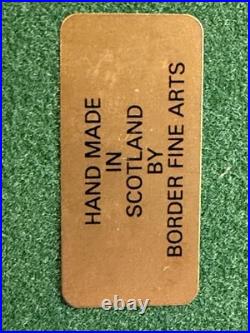 HAND MADE
IN
SCOTLAND
BY
BORDER FINE ARTS